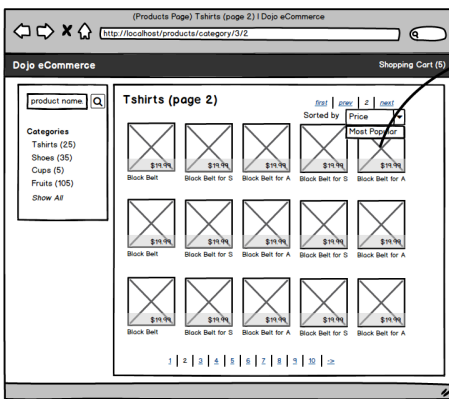 (Products Page) Tshirts (page 2) | Dojo eCommerce
http://localhost/products/category/3/2
Dojo eCommerce
Shopping Cart (5)
product name.
Categories
Tshirts (25)
Shoes (35)
Cups (5)
Fruits (105)
Show All
Tshirts (page 2)
first | prev | 2 | next
Sorted by Price
Most Popular
$19.99 $19.99 $19.99 $19.99 $19.99
Black Belt Black Belt for S Black Belt for A Black Belt for S Black Belt for A
$19.99 $19.99 $19.99 $19.99 $19.99
Black Belt Black Belt for S Black Belt for A Black Belt for S Black Belt for A
$19.99 $19.99 $19.99 $19.99 $19.99
Black Belt Black Belt for S Black Belt for A Black Belt for S Black Belt for A
1 | 2 | 3 | 4 | 5 | 6 | 7 | 8 | 9 | 10 | ->